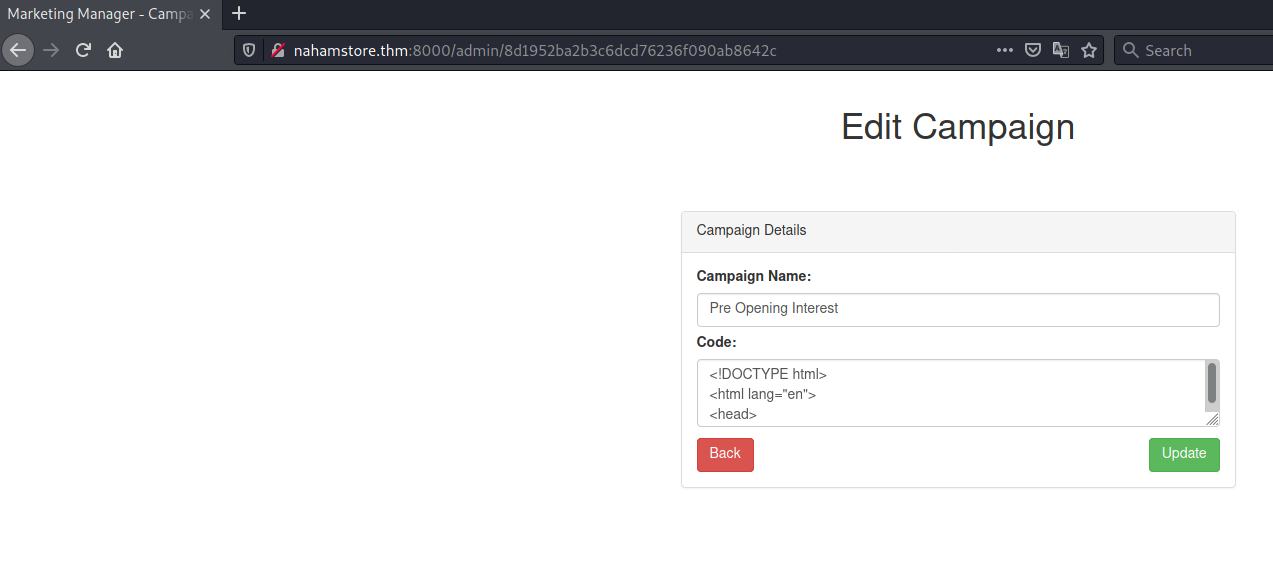 Marketing Manager - Campa
nahamstore.thm:8000/admin/8d1952ba2b3c6dcd76236f090ab8642c
Search
Edit Campaign
Campaign Details
Campaign Name:
Pre Opening Interest
Code:
<!DOCTYPE html>
<html lang="en">
<head>
Back
Update